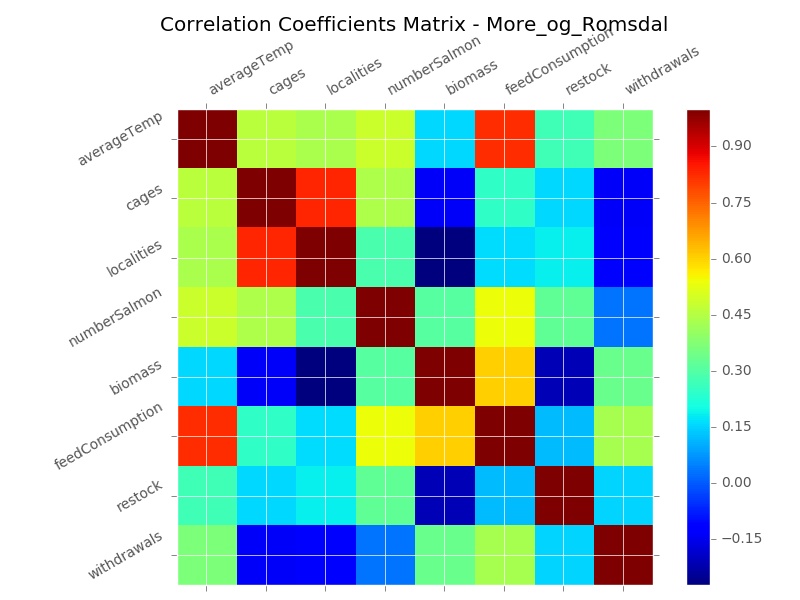 Correlation Coefficients Matrix - More_og_Romsdal
averageTemp
cages
localities
numberSalmon
biomass
feedConsumption
restock
withdrawals
averageTemp
cages
localities
numberSalmon
biomass
feedConsumption
restock
withdrawals
0.90
0.75
0.60
0.45
0.30
0.15
0.00
−0.15